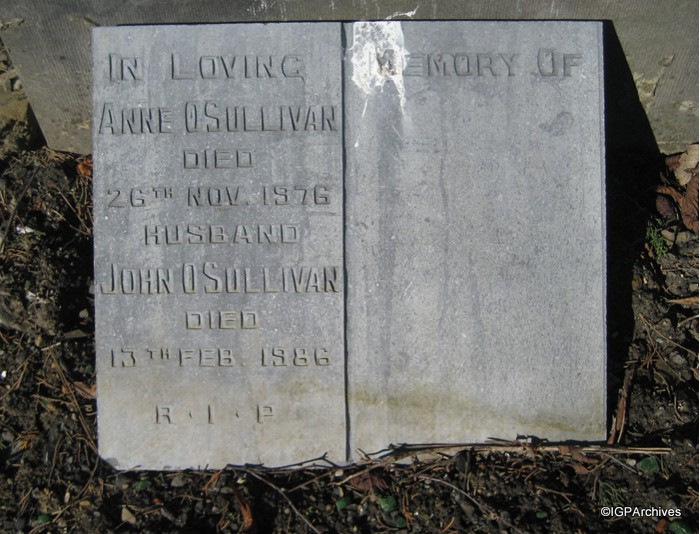 IN LOVING MEMORY OF
ANNE O'SULLIVAN
DIED
26TH NOV. 1976
HUSBAND
JOHN O'SULLIVAN
DIED
13TH FEB. 1986
R·I·P
©IGPArchives